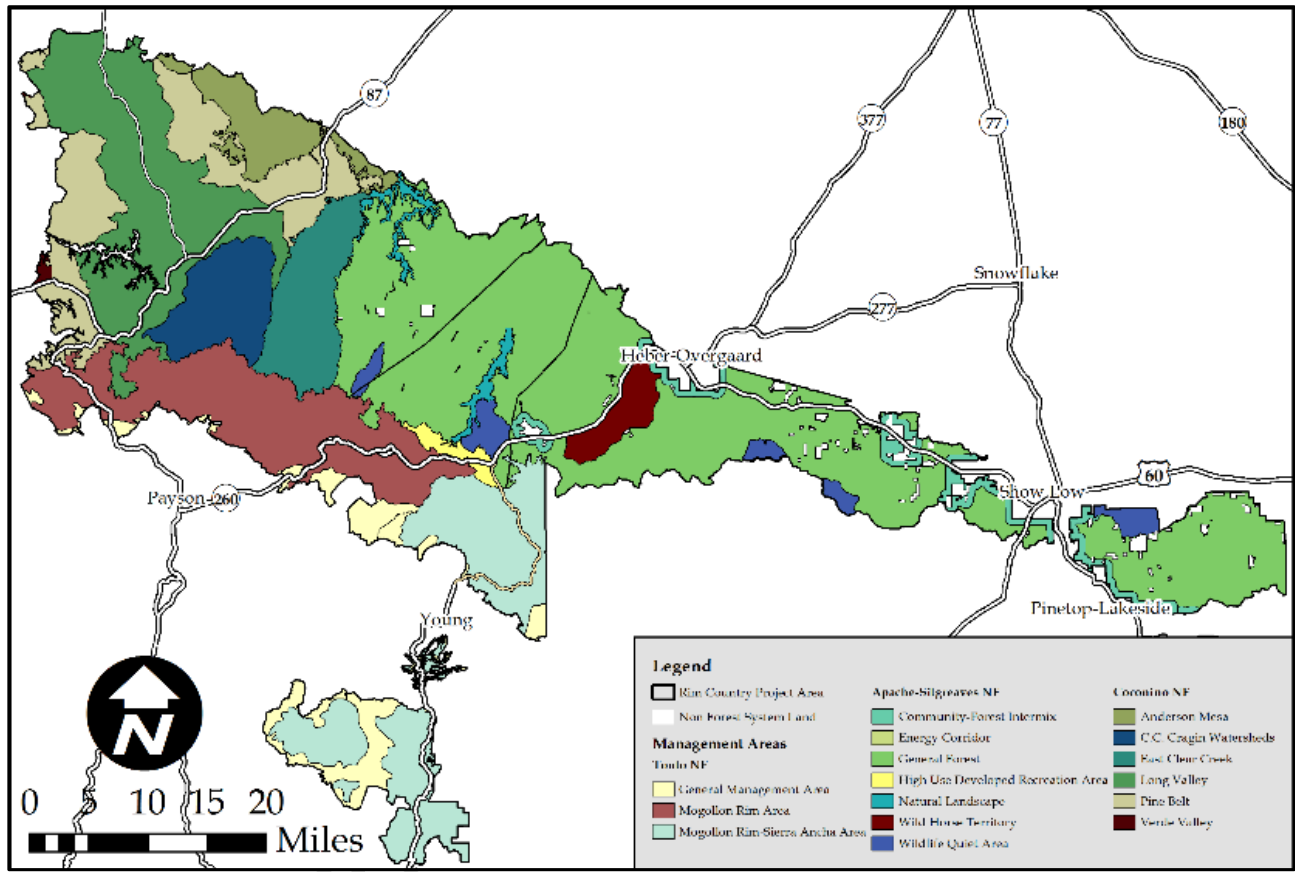 87
377
77
180
Snowflake
277
Heber-Overgaard
60
Show Low
Payson
260
Pinetop-Lakeside
Young
N
0 5 10 15 20
Miles
Legend
Rim Country Project Area
Non Forest System Land
Management Areas
Tonto NF
General Management Area
Mogollon Rim Area
Mogollon Rim-Sierra Ancha Area
Apache-Sitgreaves NF
Community-Forest Intermix
Energy Corridor
General Forest
High Use Developed Recreation Area
Natural Landscape
Wild Horse Territory
Wildlife Quiet Area
Coconino NF
Anderson Mesa
C.C. Cragin Watersheds
East Clear Creek
Long Valley
Pine Belt
Verde Valley